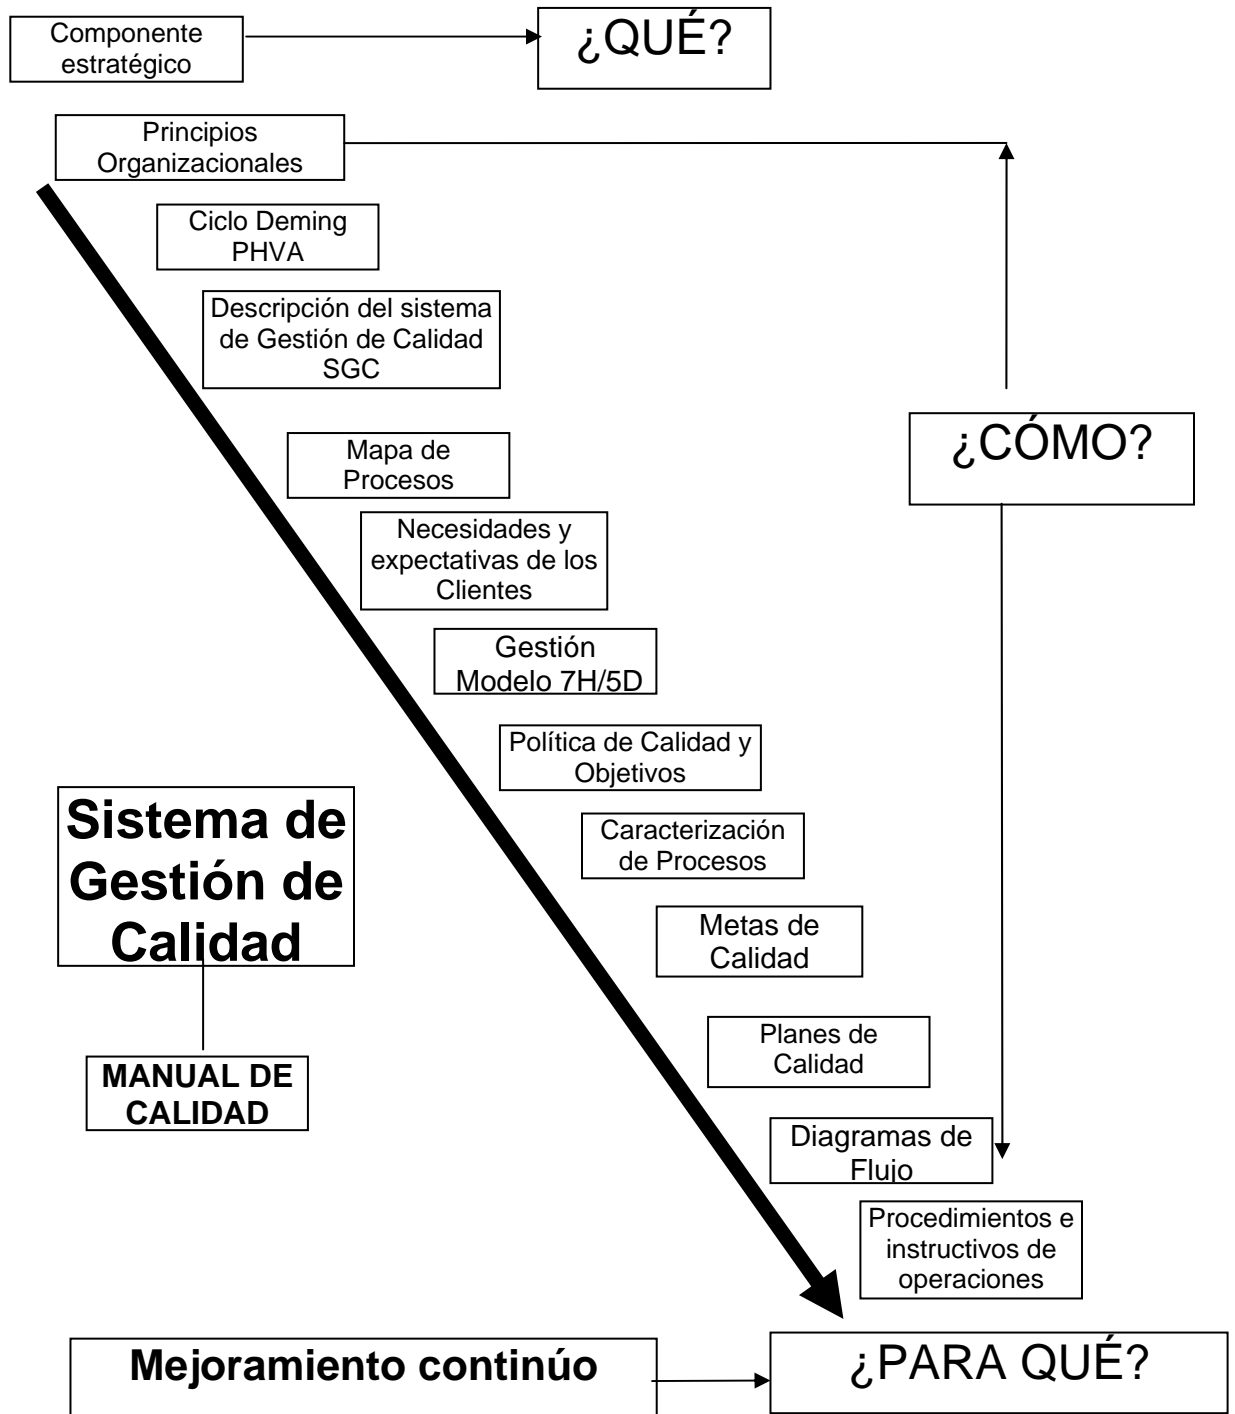 Componente
estratégico
¿QUÉ?
Principios
Organizacionales
Ciclo Deming
PHVA
Descripción del sistema
de Gestión de Calidad
SGC
Mapa de
Procesos
¿CÓMO?
Necesidades y
expectativas de los
Clientes
Gestión
Modelo 7H/5D
Política de Calidad y
Objetivos
Sistema de
Gestión de
Calidad
Caracterización
de Procesos
Metas de
Calidad
Planes de
Calidad
MANUAL DE
CALIDAD
Diagramas de
Flujo
Procedimientos e
instructivos de
operaciones
Mejoramiento continúo
¿PARA QUÉ?